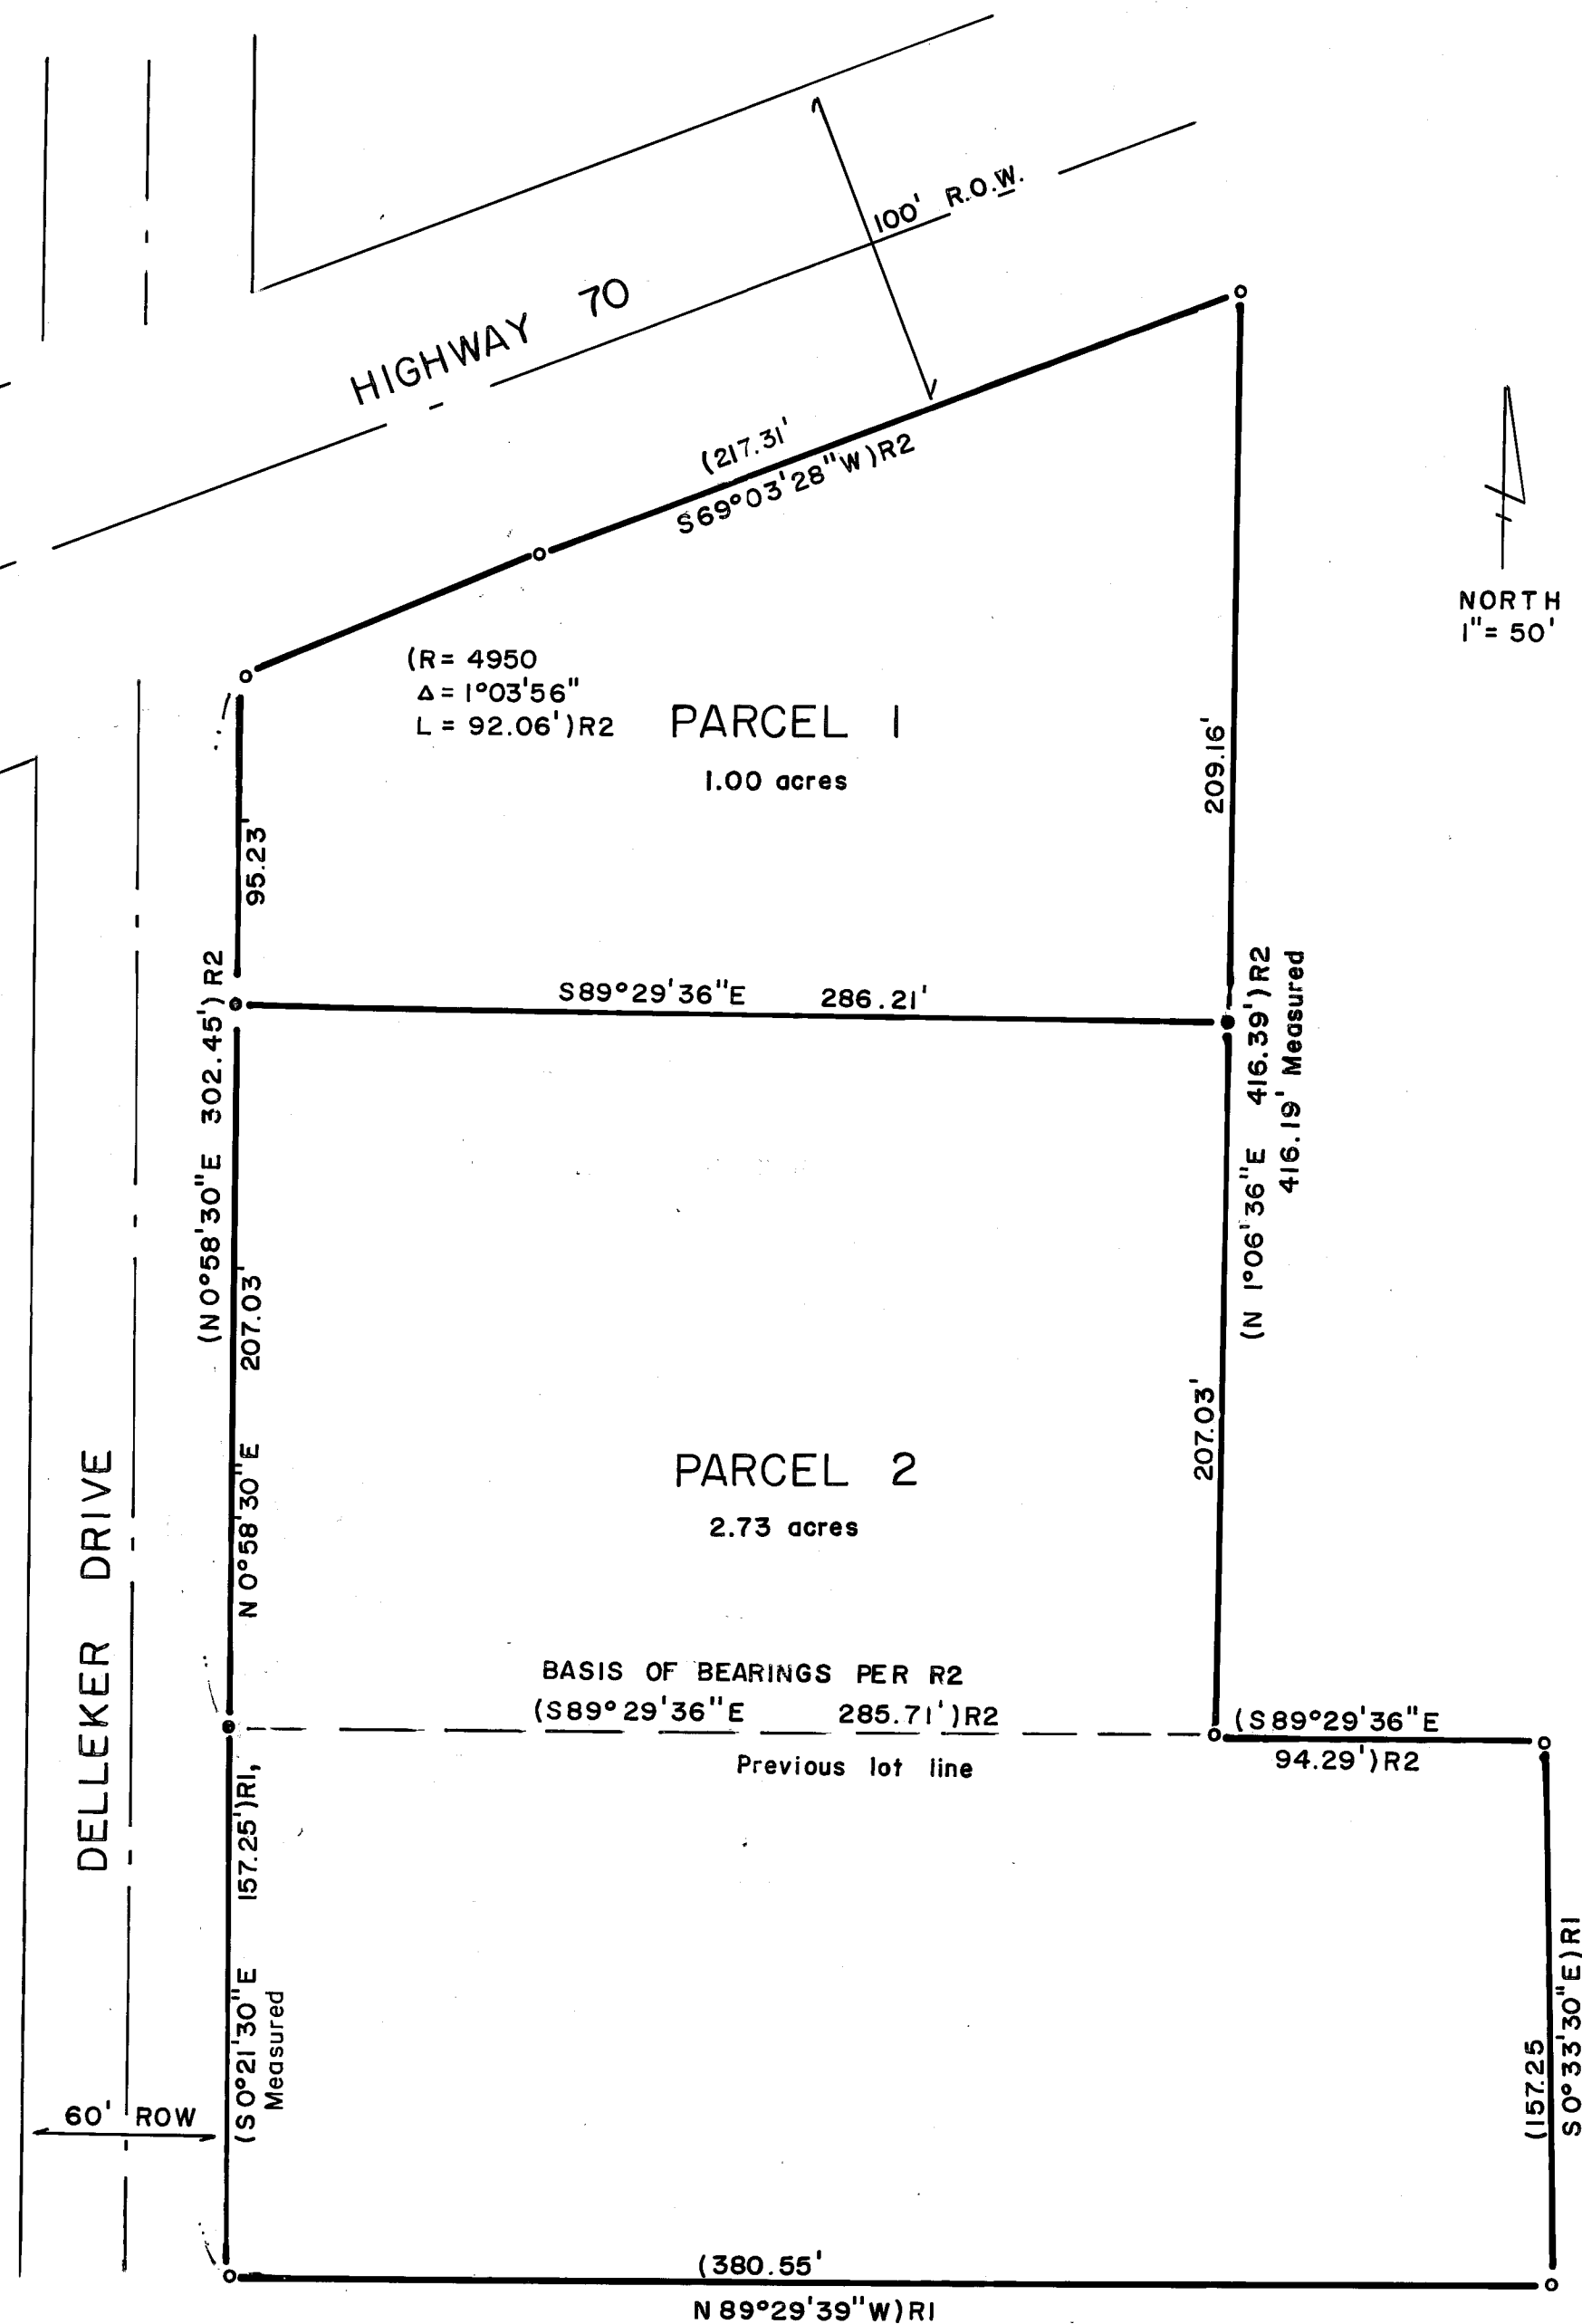 100' R.O.W.
HIGHWAY 70
(217.31'
S69°03'28"W)R2
NORTH
1"= 50'
(R= 4950
Δ= 1°03'56"
L = 92.06')R2
PARCEL 1
1.00 acres
209.16'
95.23'
S89°29'36"E 286.21'
(N0°58'30"E 302.45')R2
(N 1°06'36"E 416.39')R2
416.19' Measured
207.03'
N 0°58'30"E
207.03'
PARCEL 2
2.73 acres
DELLEKER DRIVE
BASIS OF BEARINGS PER R2
(S89°29'36"E 285.71')R2
Previous lot line
(S89°29'36"E
94.29')R2
(S0°21'30"E 157.25')R1,
Measured
(157.25
S0°33'30"E)R1
60' ROW
(380.55'
N89°29'39"W)R1